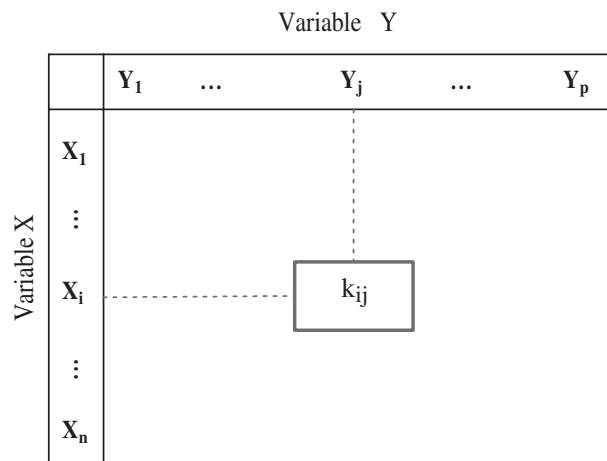 Variable Y
Y₁ ... Yⱼ ... Yₚ
X₁
⋮
Variable X
Xᵢ kᵢⱼ
⋮
Xₙ